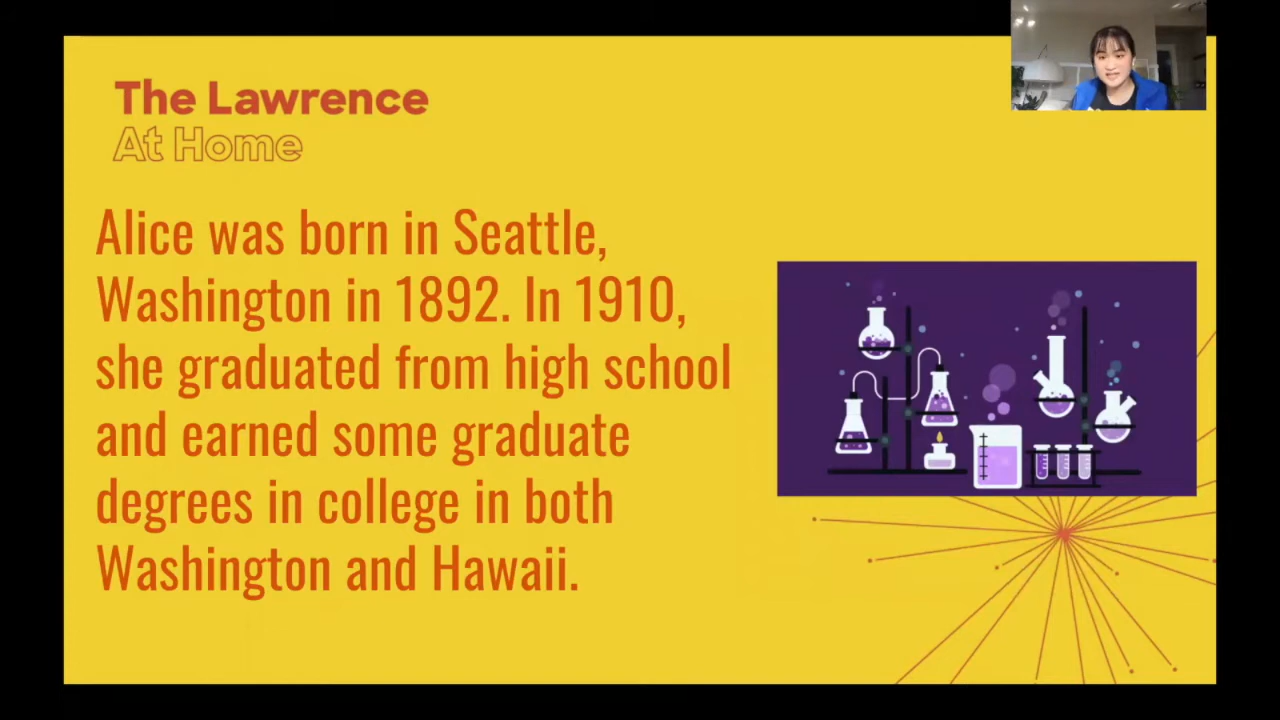 The Lawrence
At Home
Alice was born in Seattle,
Washington in 1892. In 1910,
she graduated from high school
and earned some graduate
degrees in college in both
Washington and Hawaii.